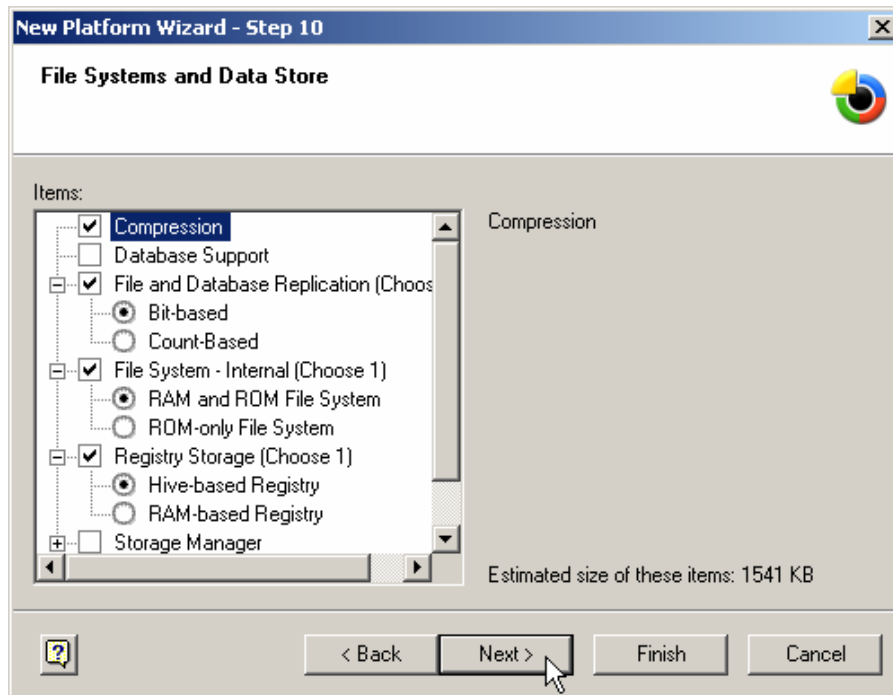 New Platform Wizard - Step 10
File Systems and Data Store
Items:
Compression
Database Support
File and Database Replication (Choos
Bit-based
Count-Based
File System - Internal (Choose 1)
RAM and ROM File System
ROM-only File System
Registry Storage (Choose 1)
Hive-based Registry
RAM-based Registry
Storage Manager
Compression
Estimated size of these items: 1541 KB
?
< Back
Next >
Finish
Cancel